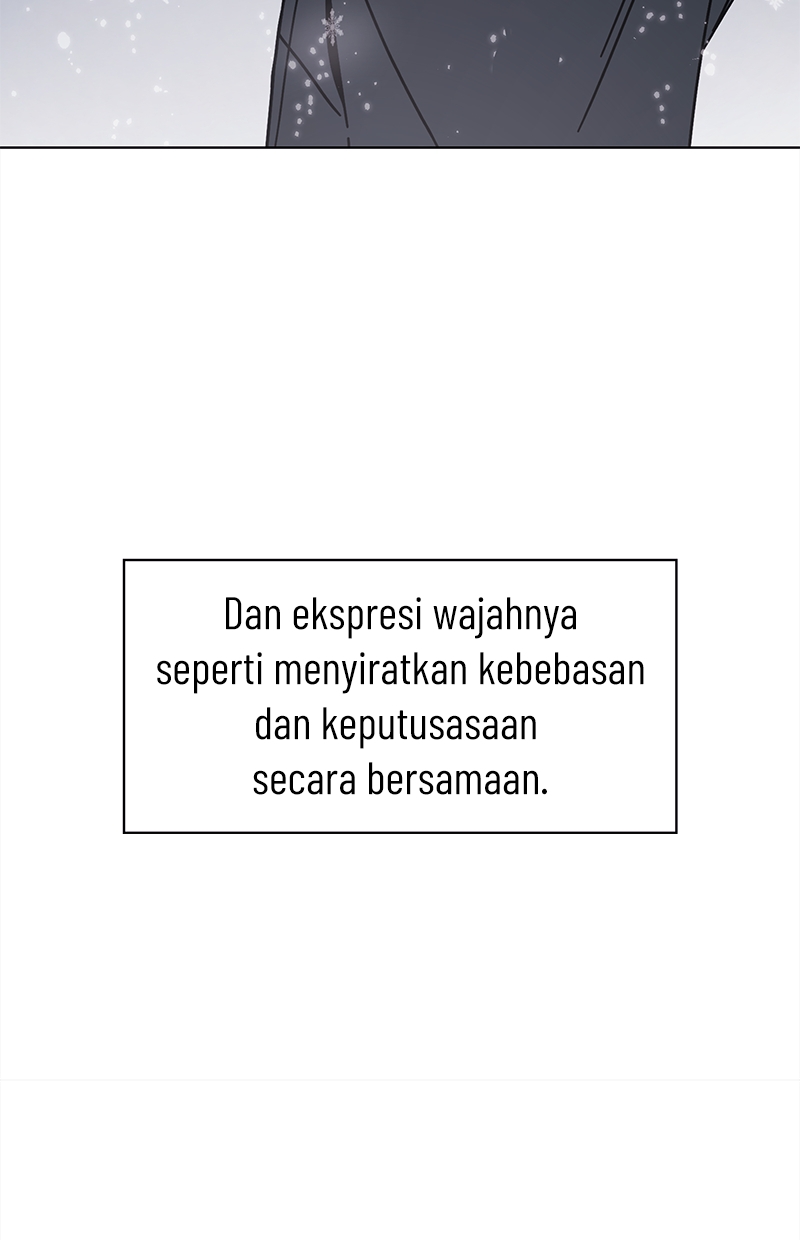 Dan ekspresi wajahnya
seperti menyiratkan kebebasan
dan keputusasaan
secara bersamaan.